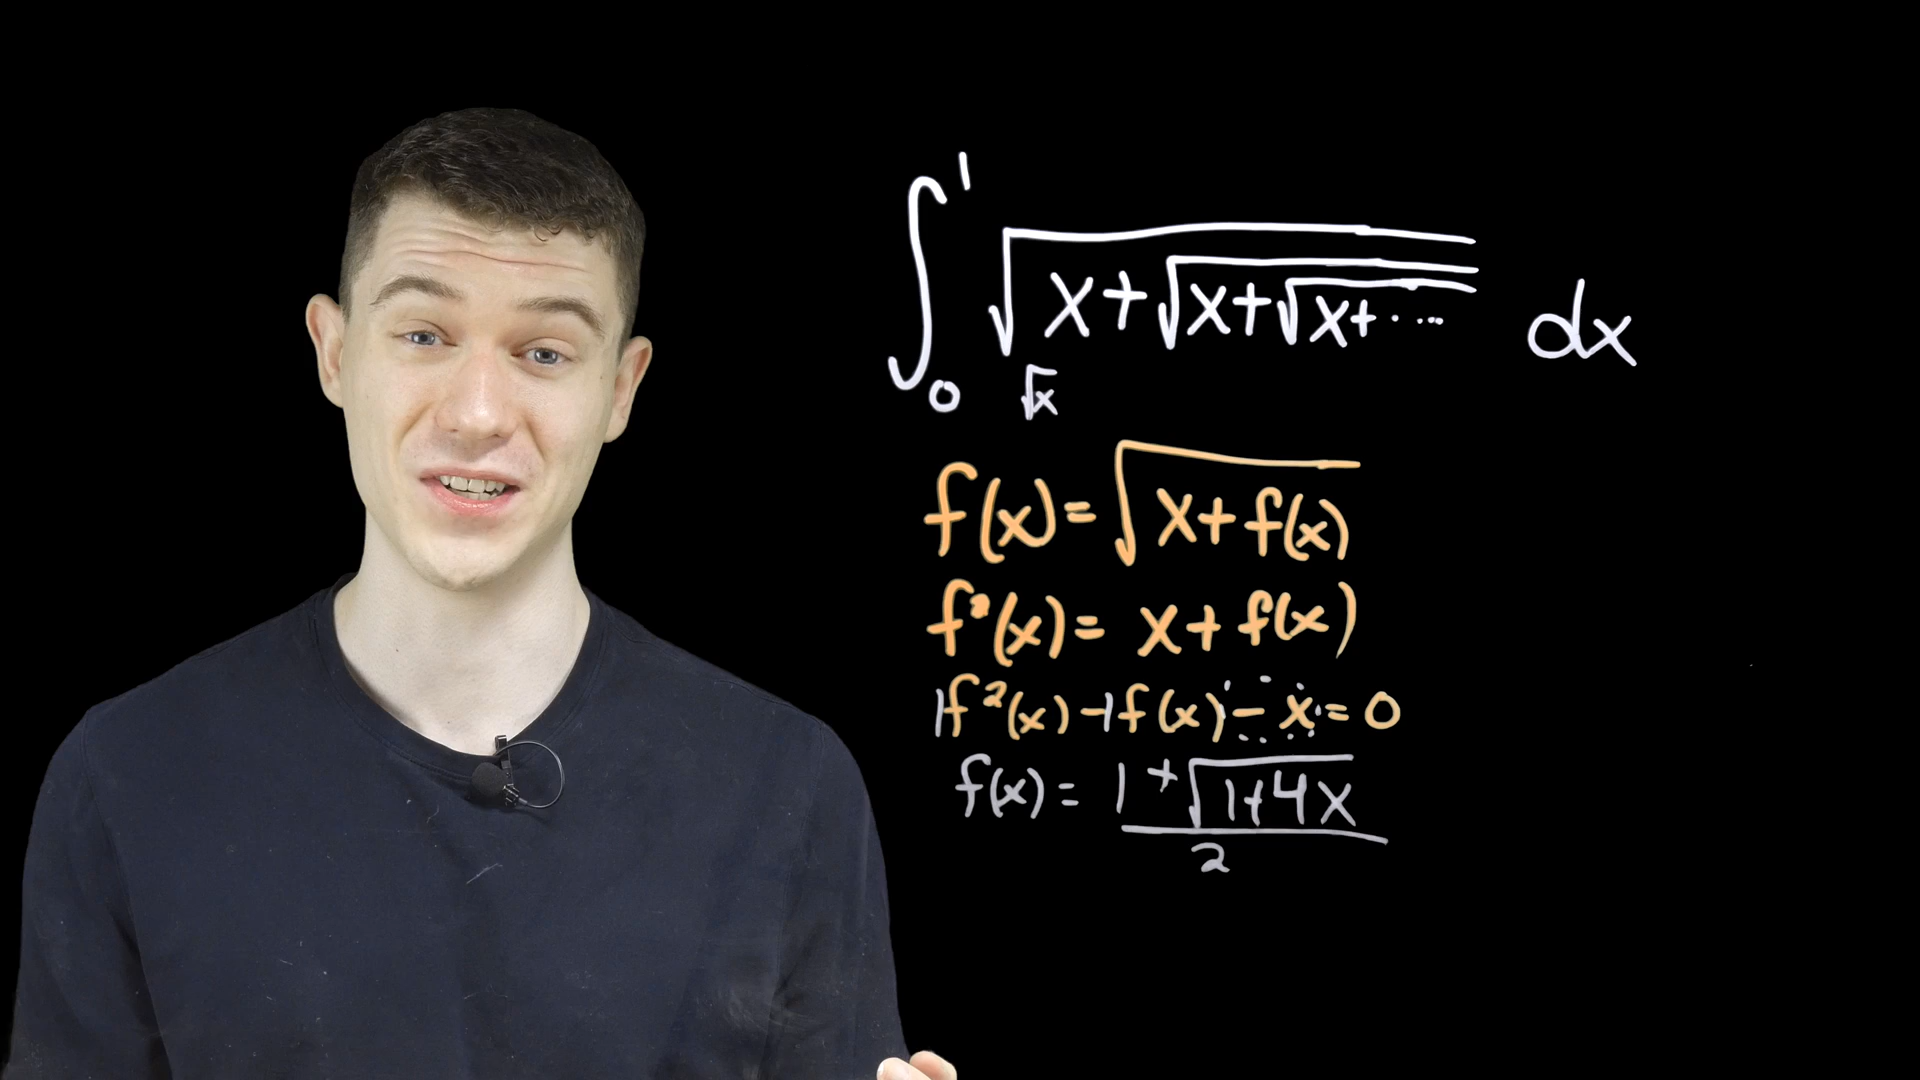 ∫₀¹ √(x+√(x+√(x+·····))) dx
√x
f(x) = √(x+f(x))
f²(x) = x+f(x)
1f²(x) -1f(x) - x = 0
f(x) = (1+√(1+4x))/2